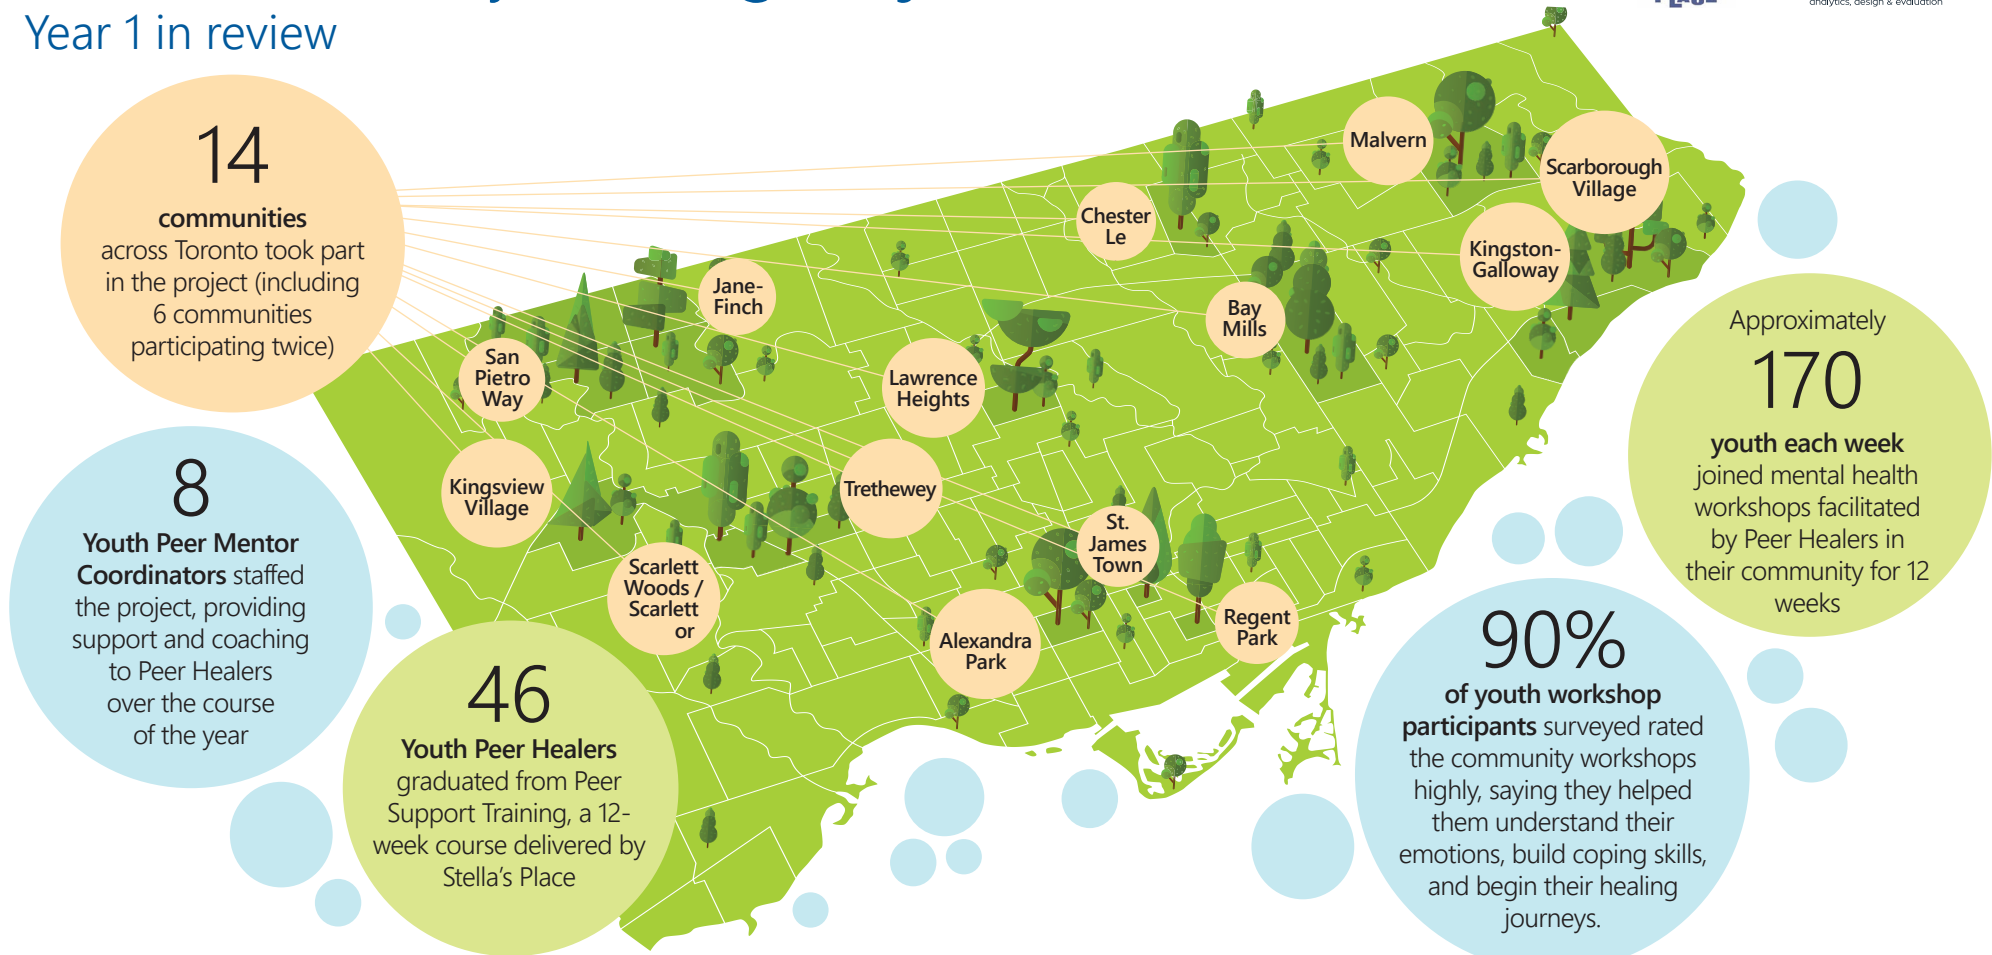 Year 1 in review
analytics, design & evaluation
14
communities
across Toronto took part
in the project (including
6 communities
participating twice)
8
Youth Peer Mentor
Coordinators staffed
the project, providing
support and coaching
to Peer Healers
over the course
of the year
46
Youth Peer Healers
graduated from Peer
Support Training, a 12-
week course delivered by
Stella's Place
Malvern
Scarborough
Village
Chester
Le
Kingston-
Galloway
Jane-
Finch
Bay
Mills
San
Pietro
Way
Lawrence
Heights
Kingsview
Village
Trethewey
St.
James
Town
Scarlett
Woods /
Scarlett
or
Alexandra
Park
Regent
Park
Approximately
170
youth each week
joined mental health
workshops facilitated
by Peer Healers in
their community for 12
weeks
90%
of youth workshop
participants surveyed rated
the community workshops
highly, saying they helped
them understand their
emotions, build coping skills,
and begin their healing
journeys.